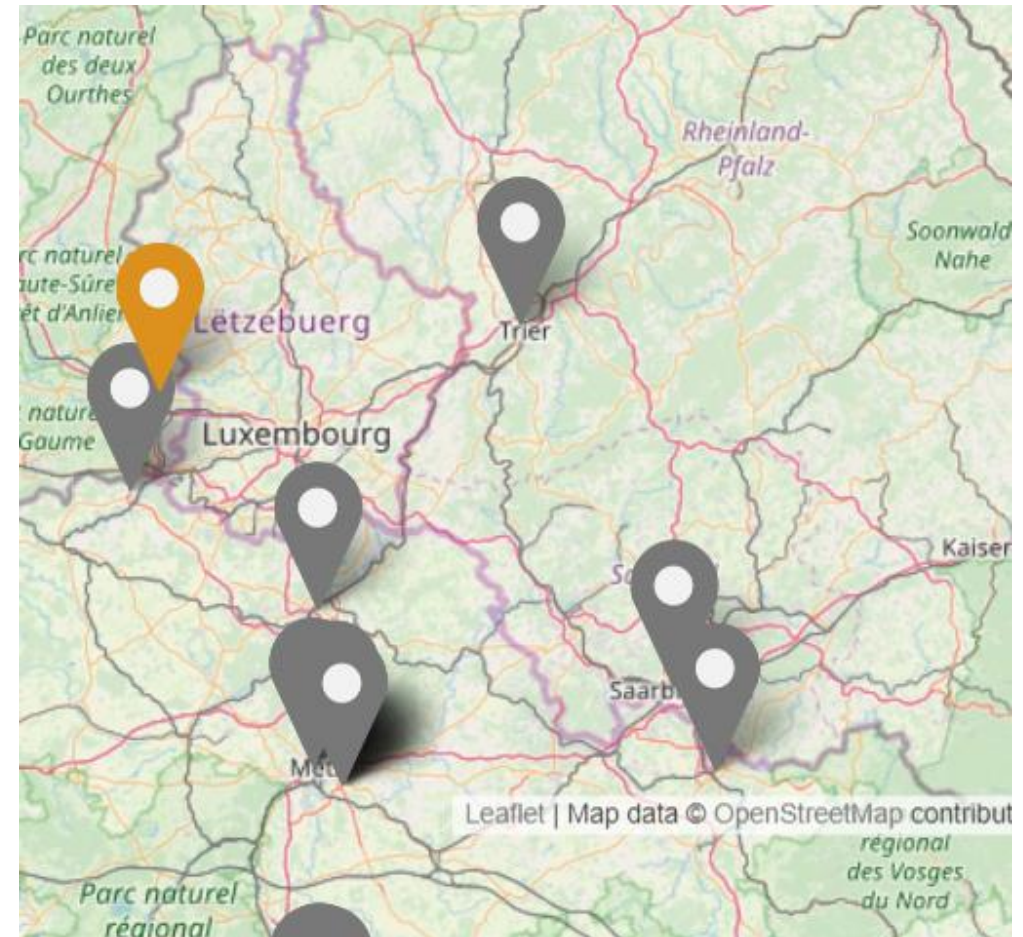 Parc naturel
des deux
Ourthes
Rheinland-
Pfalz
Soonwald
Nahe
Lëtzebuerg
Trier
Luxembourg
Gaume
Kaiser
Leaflet | Map data © OpenStreetMap contribut
régional
des Vosges
du Nord
Parc naturel
régional